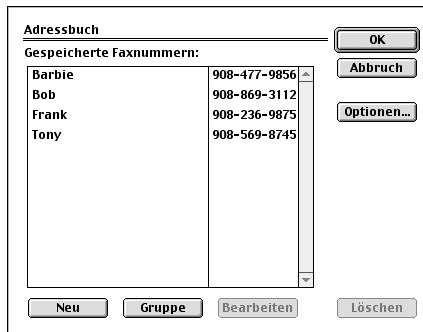 Adressbuch
Gespeicherte Faxnummern:
Barbie 908-477-9856
Bob 908-869-3112
Frank 908-236-9875
Tony 908-569-8745
OK
Abbruch
Optionen...
Neu Gruppe Bearbeiten Löschen